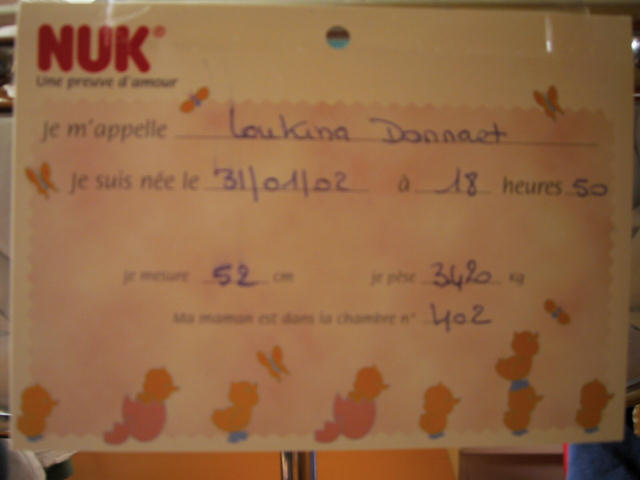 NUK®
Une preuve d'amour
Je m'appelle Loukina Donnaet
Je suis née le 31/01/02 à 18 heures 50
je mesure 52 cm je pèse 3420 kg
Ma maman est dans la chambre n° 402